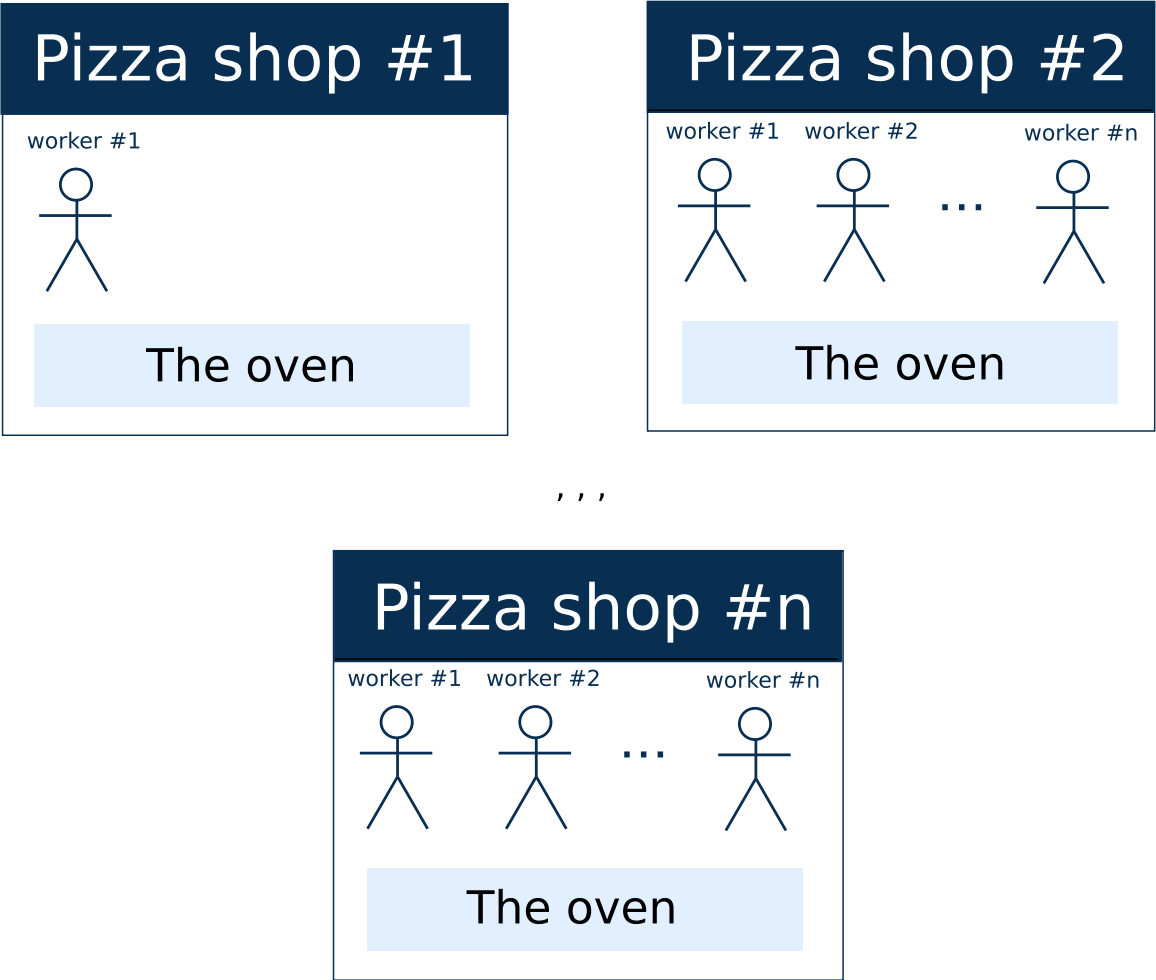 Pizza shop #1
worker #1
The oven
Pizza shop #2
worker #1 worker #2 ... worker #n
The oven
, , ,
Pizza shop #n
worker #1 worker #2 ... worker #n
The oven